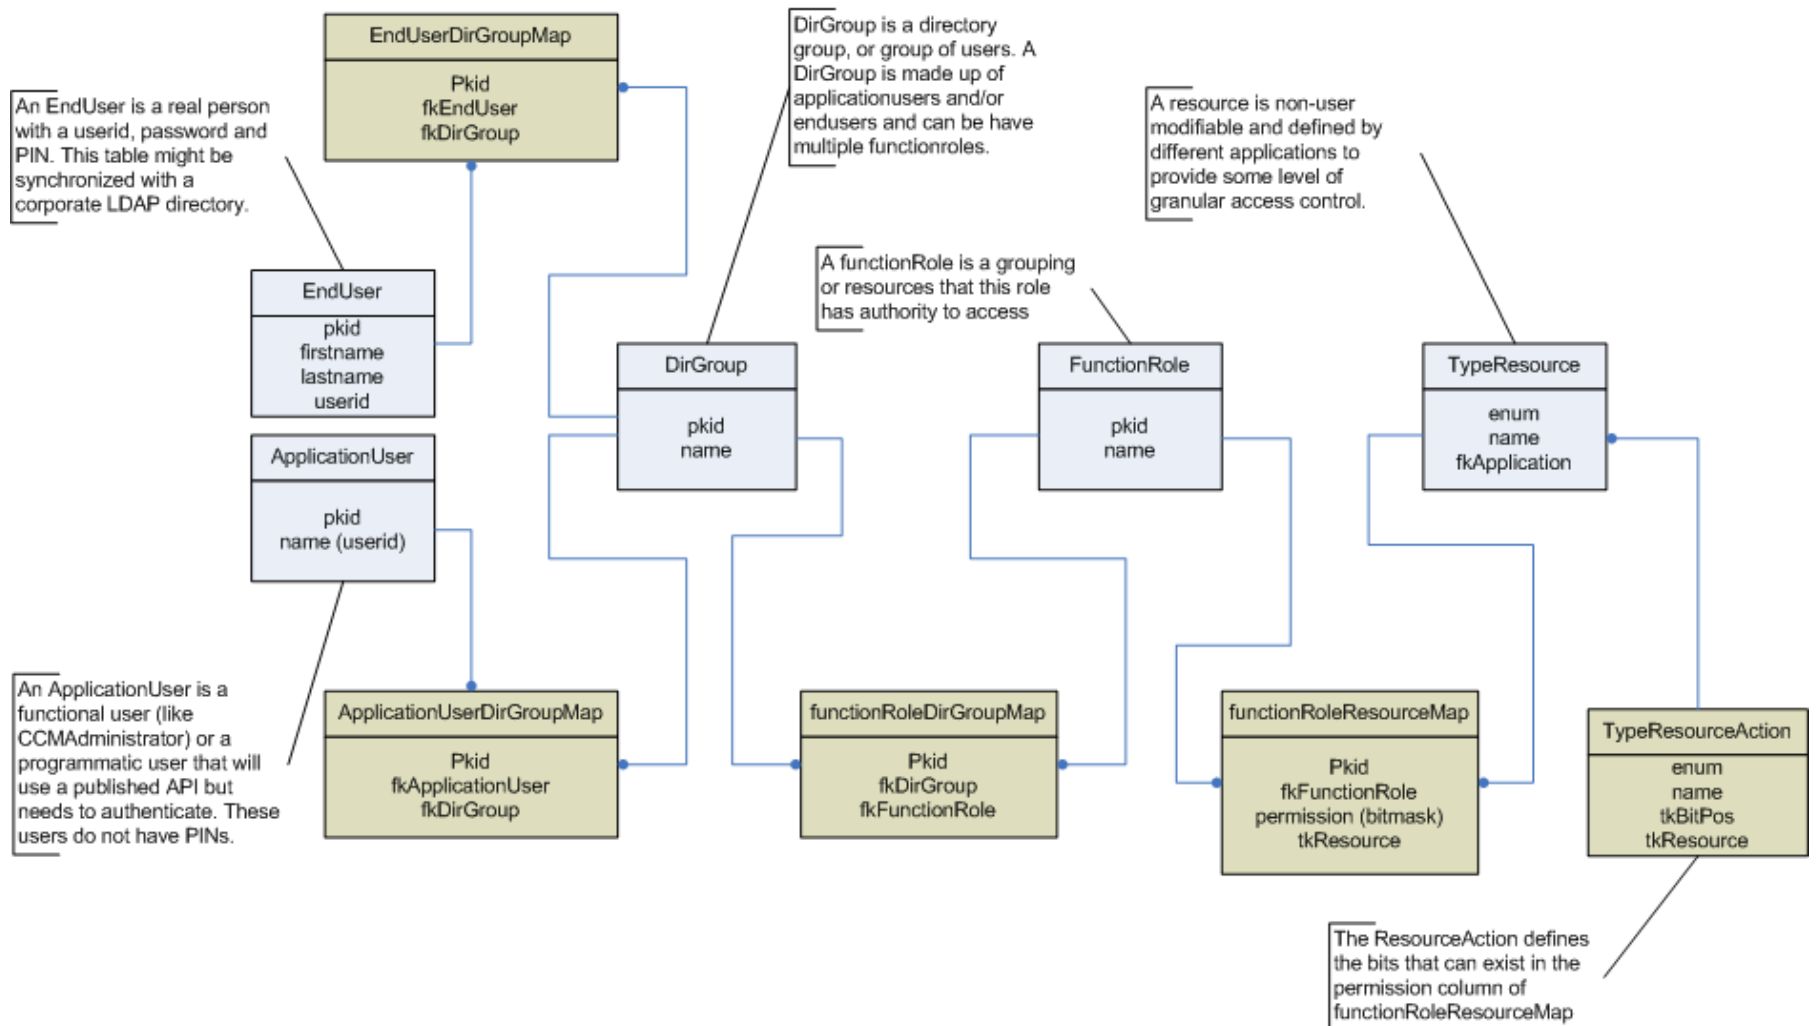 EndUserDirGroupMap
Pkid
fkEndUser
fkDirGroup
DirGroup is a directory
group, or group of users. A
DirGroup is made up of
applicationusers and/or
endusers and can be have
multiple functionroles.
An EndUser is a real person
with a userid, password and
PIN. This table might be
synchronized with a
corporate LDAP directory.
A resource is non-user
modifiable and defined by
different applications to
provide some level of
granular access control.
A functionRole is a grouping
or resources that this role
has authority to access
EndUser
pkid
firstname
lastname
userid
DirGroup
pkid
name
FunctionRole
pkid
name
TypeResource
enum
name
fkApplication
ApplicationUser
pkid
name (userid)
An ApplicationUser is a
functional user (like
CCMAdministrator) or a
programmatic user that will
use a published API but
needs to authenticate. These
users do not have PINs.
ApplicationUserDirGroupMap
Pkid
fkApplicationUser
fkDirGroup
functionRoleDirGroupMap
Pkid
fkDirGroup
fkFunctionRole
functionRoleResourceMap
Pkid
fkFunctionRole
permission (bitmask)
tkResource
TypeResourceAction
enum
name
tkBitPos
tkResource
The ResourceAction defines
the bits that can exist in the
permission column of
functionRoleResourceMap